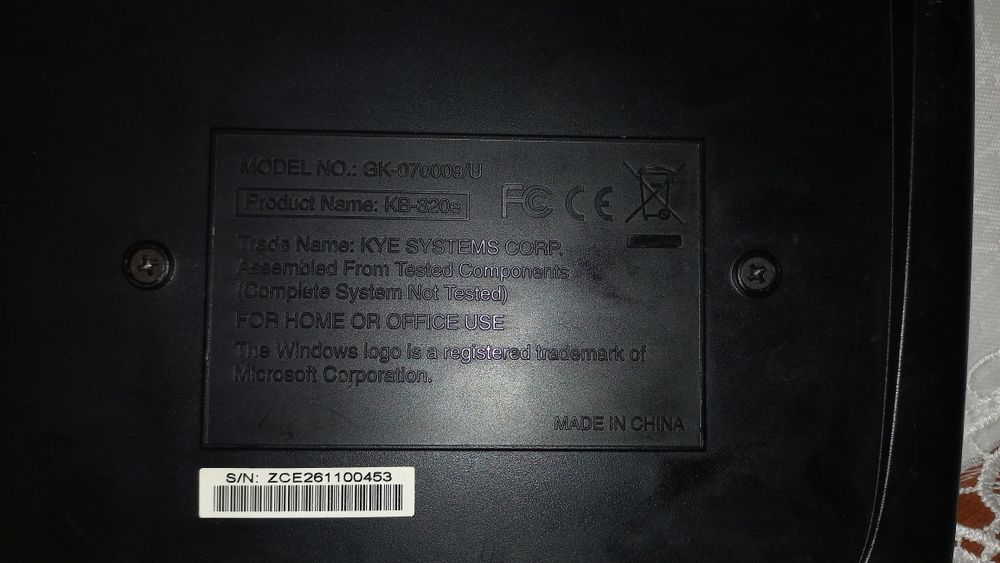 MODEL NO.: GK-070009/U
Product Name: KB-320e
FC CE
Trade Name: KYE SYSTEMS CORP.
Assembled From Tested Components
(Complete System Not Tested)
FOR HOME OR OFFICE USE
The Windows logo is a registered trademark of
Microsoft Corporation.
MADE IN CHINA
S/N: ZCE261100453